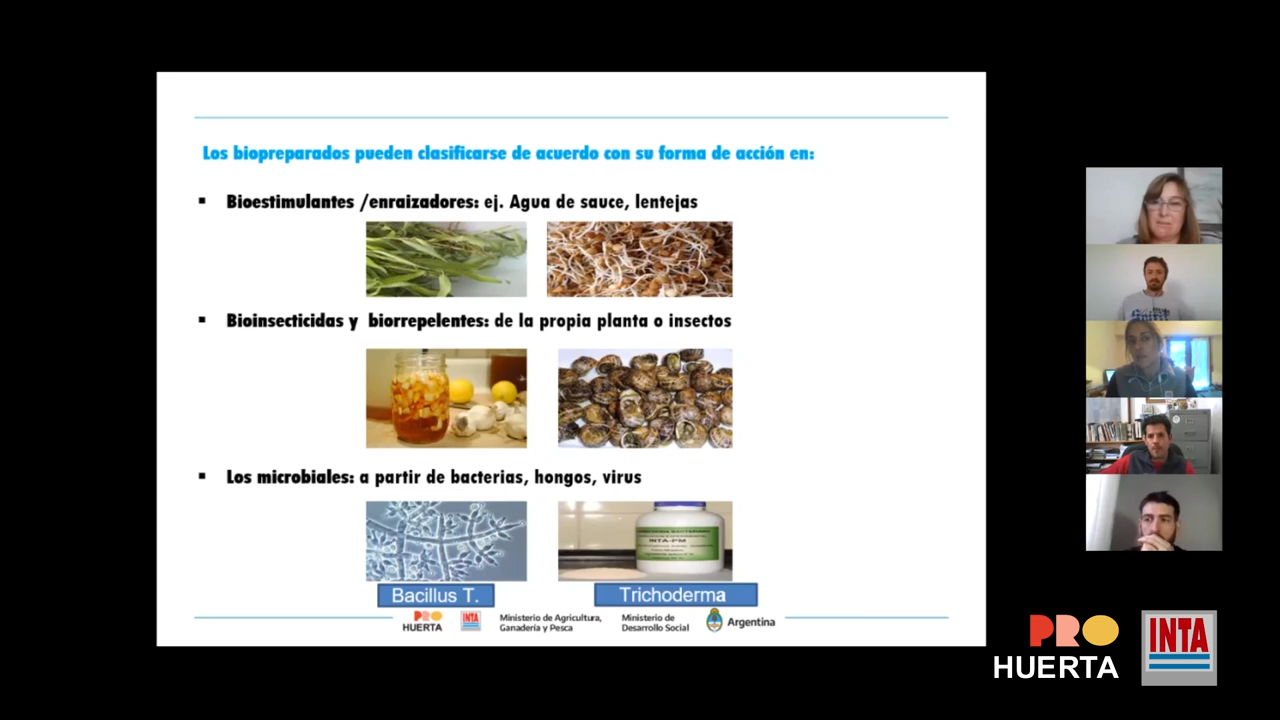 Los biopreparados pueden clasificarse de acuerdo con su forma de acción en:
▪ Bioestimulantes /enraizadores: ej. Agua de sauce, lentejas
▪ Bioinsecticidas y biorrepelentes: de la propia planta o insectos
▪ Los microbiales: a partir de bacterias, hongos, virus
INTA-PM
Bacillus T.
Trichoderma
PRO
HUERTA
INTA
Ministerio de Agricultura,
Ganadería y Pesca
Ministerio de
Desarrollo Social
Argentina
PRO
HUERTA
INTA